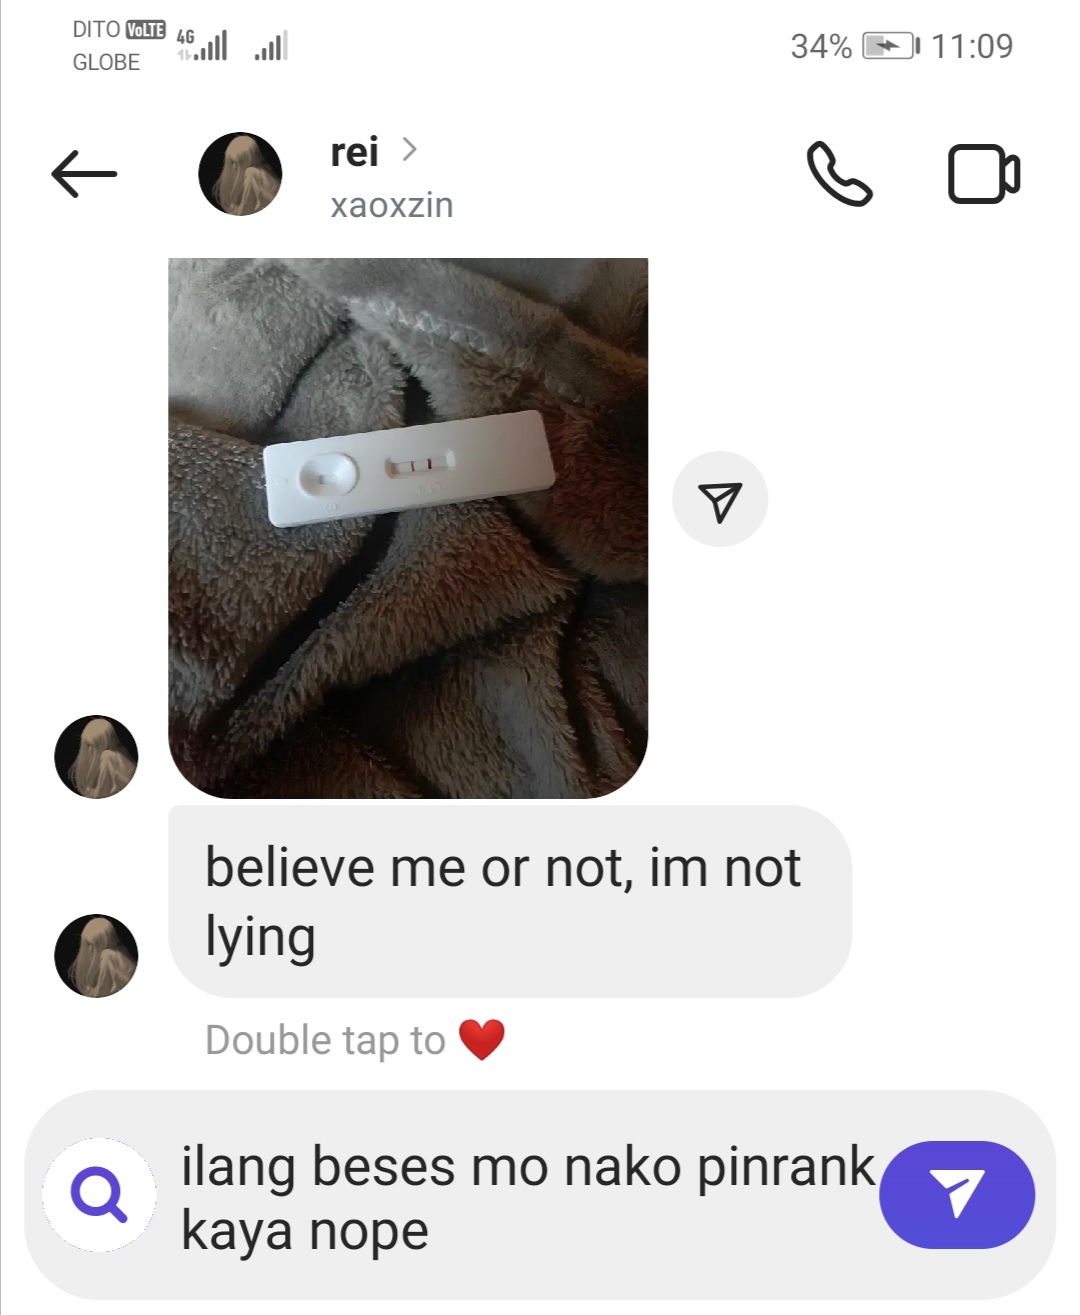 DITO VoLTE 4G 34% 11:09
GLOBE
rei
xaoxzin
believe me or not, im not
lying
Double tap to ❤️
ilang beses mo nako pinrank
kaya nope